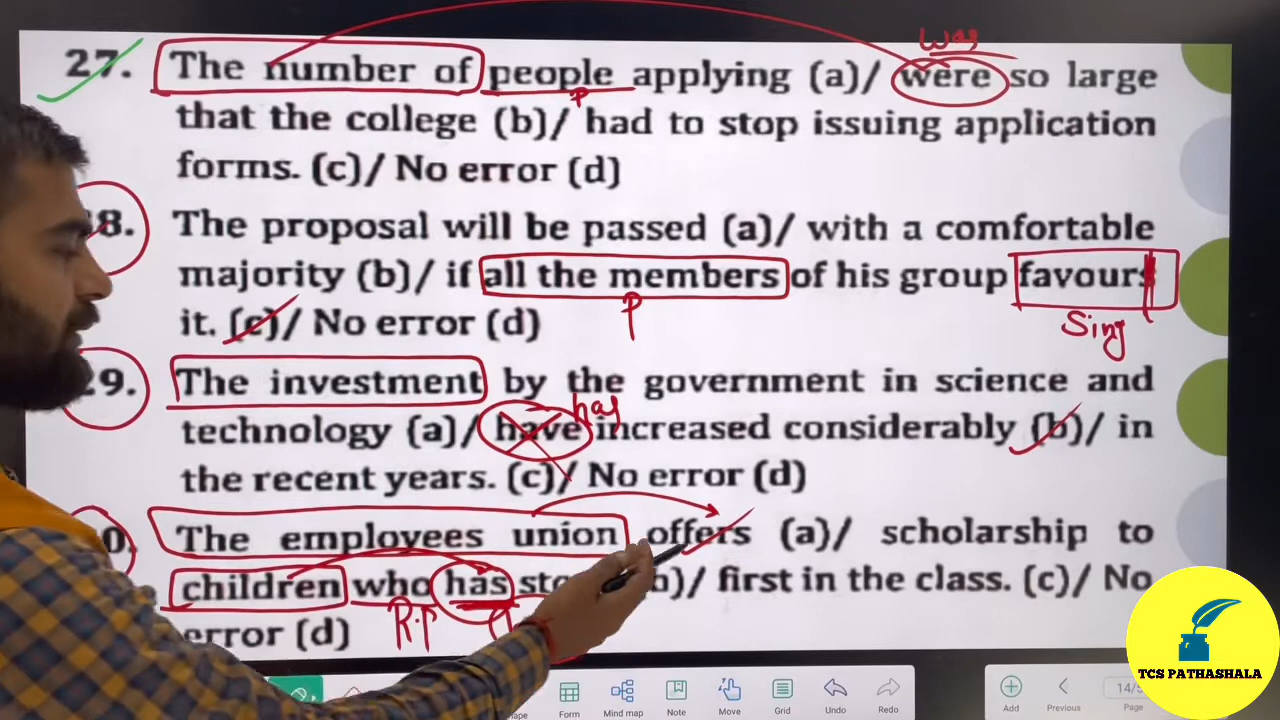 was
27. The number of people applying (a)/ were so large
P
that the college (b)/ had to stop issuing application
forms. (c)/ No error (d)
8. The proposal will be passed (a)/ with a comfortable
majority (b)/ if all the members of his group favours
P
it. (c)/ No error (d)
Sing
9. The investment by the government in science and
has
technology (a)/ have increased considerably (b)/ in
the recent years. (c)/ No error (d)
0. The employees union offers (a)/ scholarship to
children who has b)/ first in the class. (c)/ No
R.P
error (d)
TCS PATHASHALA
Form
Mind map
Note
Move
Grid
Undo
Redo
Add
Previous
Page